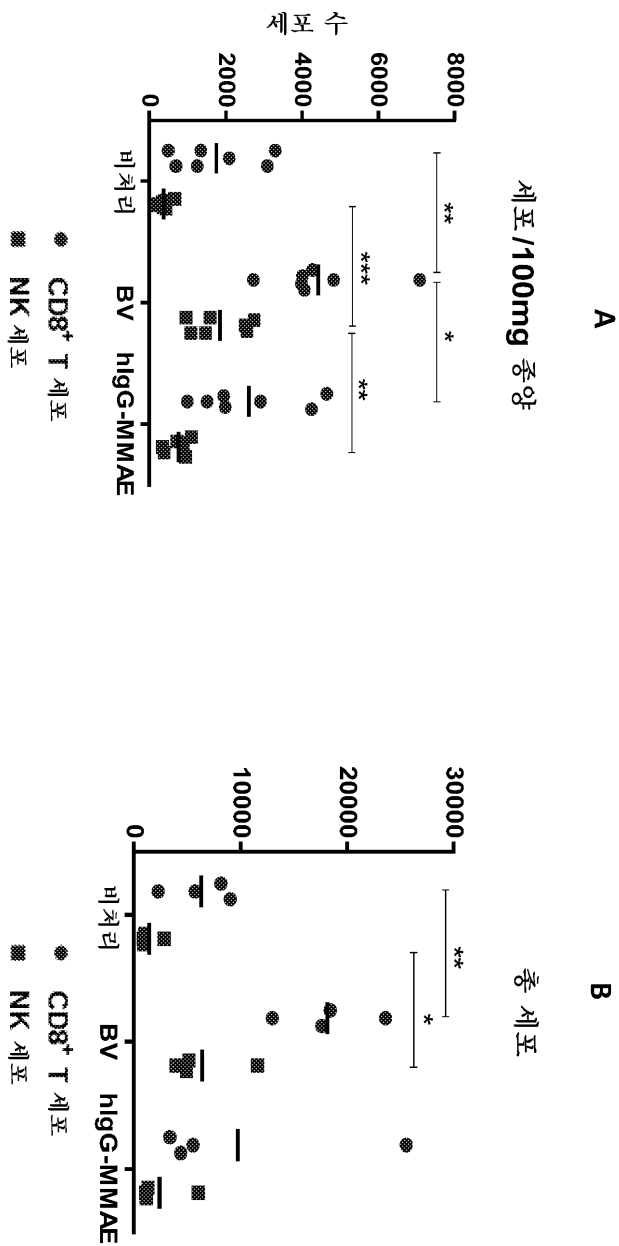 A
세포/100mg 종양
세포 수
8000
6000
4000
2000
0
**
*
***
**
비처리
BV
hIgG-MMAE
CD8+ T 세포
NK 세포
B
총 세포
30000
20000
10000
0
**
*
비처리
BV
hIgG-MMAE
CD8+ T 세포
NK 세포